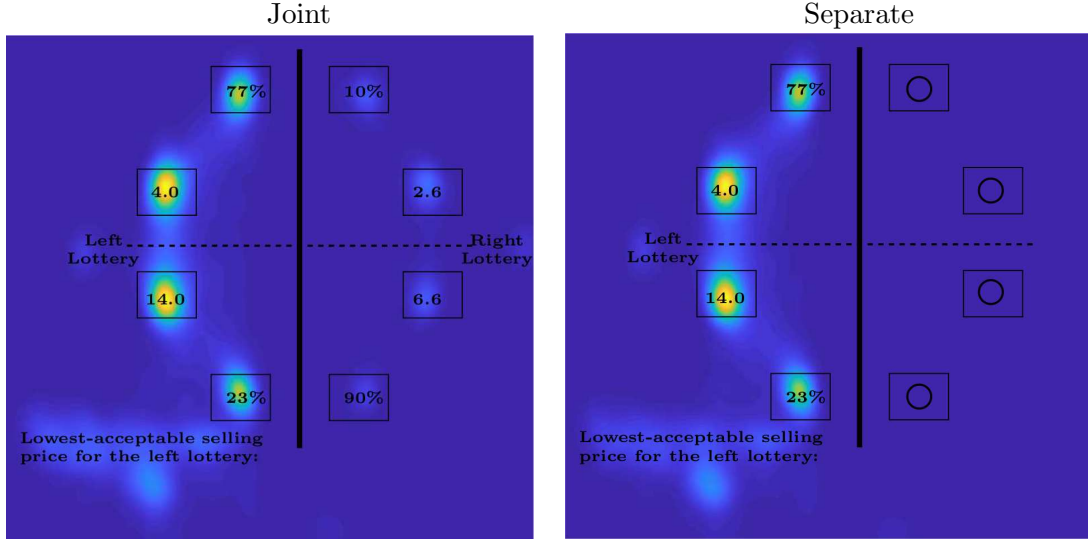 Joint
77%
10%
4.0
2.6
Left
Lottery
Right
Lottery
14.0
6.6
23%
90%
Lowest-acceptable selling
price for the left lottery:
Separate
77%
4.0
Left
Lottery
14.0
23%
Lowest-acceptable selling
price for the left lottery: